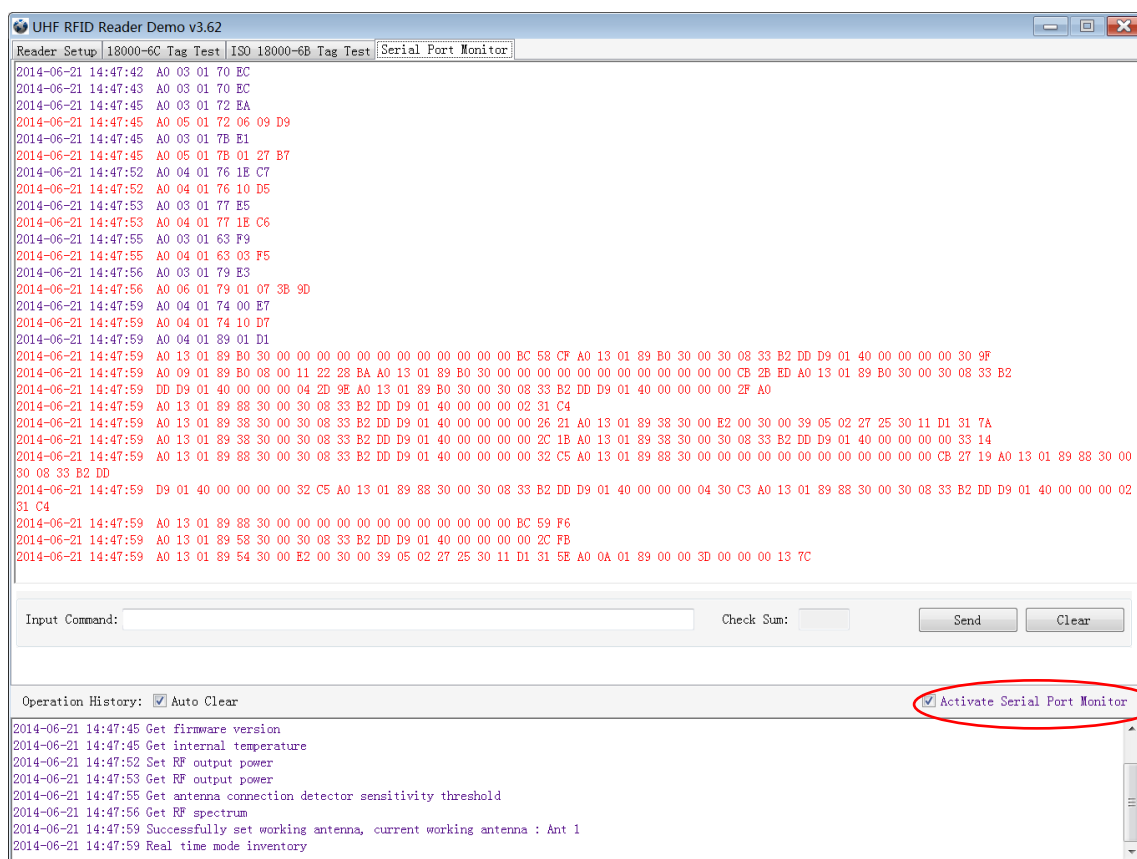 UHF RFID Reader Demo v3.62
Reader Setup 18000-6C Tag Test ISO 18000-6B Tag Test Serial Port Monitor
2014-06-21 14:47:42 A0 03 01 70 EC
2014-06-21 14:47:43 A0 03 01 70 EC
2014-06-21 14:47:45 A0 03 01 72 EA
2014-06-21 14:47:45 A0 05 01 72 06 09 D9
2014-06-21 14:47:45 A0 03 01 7B E1
2014-06-21 14:47:45 A0 05 01 7B 01 27 B7
2014-06-21 14:47:52 A0 04 01 76 1E C7
2014-06-21 14:47:52 A0 04 01 76 10 D5
2014-06-21 14:47:53 A0 03 01 77 E5
2014-06-21 14:47:53 A0 04 01 77 1E C6
2014-06-21 14:47:55 A0 03 01 63 F9
2014-06-21 14:47:55 A0 04 01 63 03 F5
2014-06-21 14:47:56 A0 03 01 79 E3
2014-06-21 14:47:56 A0 06 01 79 01 07 3B 9D
2014-06-21 14:47:59 A0 04 01 74 00 E7
2014-06-21 14:47:59 A0 04 01 74 10 D7
2014-06-21 14:47:59 A0 04 01 89 01 D1
2014-06-21 14:47:59 A0 13 01 89 B0 30 00 00 00 00 00 00 00 00 00 00 00 BC 58 CF A0 13 01 89 B0 30 00 30 08 33 B2 DD D9 01 40 00 00 00 00 30 9F
2014-06-21 14:47:59 A0 09 01 89 B0 08 00 11 22 28 BA A0 13 01 89 B0 30 00 00 00 00 00 00 00 00 00 00 00 CB 2B ED A0 13 01 89 B0 30 00 30 08 33 B2
2014-06-21 14:47:59 DD D9 01 40 00 00 00 04 2D 9E A0 13 01 89 B0 30 00 30 08 33 B2 DD D9 01 40 00 00 00 00 2F A0
2014-06-21 14:47:59 A0 13 01 89 88 30 00 30 08 33 B2 DD D9 01 40 00 00 00 02 31 C4
2014-06-21 14:47:59 A0 13 01 89 38 30 00 30 08 33 B2 DD D9 01 40 00 00 00 00 26 21 A0 13 01 89 38 30 00 E2 00 30 00 39 05 02 27 25 30 11 D1 31 7A
2014-06-21 14:47:59 A0 13 01 89 38 30 00 30 08 33 B2 DD D9 01 40 00 00 00 00 2C 1B A0 13 01 89 38 30 00 30 08 33 B2 DD D9 01 40 00 00 00 00 33 14
2014-06-21 14:47:59 A0 13 01 89 88 30 00 30 08 33 B2 DD D9 01 40 00 00 00 00 32 C5 A0 13 01 89 88 30 00 00 00 00 00 00 00 00 00 00 00 CB 27 19 A0 13 01 89 88 30 00
30 08 33 B2 DD
2014-06-21 14:47:59 D9 01 40 00 00 00 00 32 C5 A0 13 01 89 88 30 00 30 08 33 B2 DD D9 01 40 00 00 00 04 30 C3 A0 13 01 89 88 30 00 30 08 33 B2 DD D9 01 40 00 00 00 02
31 C4
2014-06-21 14:47:59 A0 13 01 89 88 30 00 00 00 00 00 00 00 00 00 00 00 BC 59 F6
2014-06-21 14:47:59 A0 13 01 89 58 30 00 30 08 33 B2 DD D9 01 40 00 00 00 00 2C FB
2014-06-21 14:47:59 A0 13 01 89 54 30 00 E2 00 30 00 39 05 02 27 25 30 11 D1 31 5E A0 0A 01 89 00 00 3D 00 00 00 13 7C
Input Command: Check Sum: Send Clear
Operation History: Auto Clear Activate Serial Port Monitor
2014-06-21 14:47:45 Get firmware version
2014-06-21 14:47:45 Get internal temperature
2014-06-21 14:47:52 Set RF output power
2014-06-21 14:47:53 Get RF output power
2014-06-21 14:47:55 Get antenna connection detector sensitivity threshold
2014-06-21 14:47:56 Get RF spectrum
2014-06-21 14:47:59 Successfully set working antenna, current working antenna : Ant 1
2014-06-21 14:47:59 Real time mode inventory